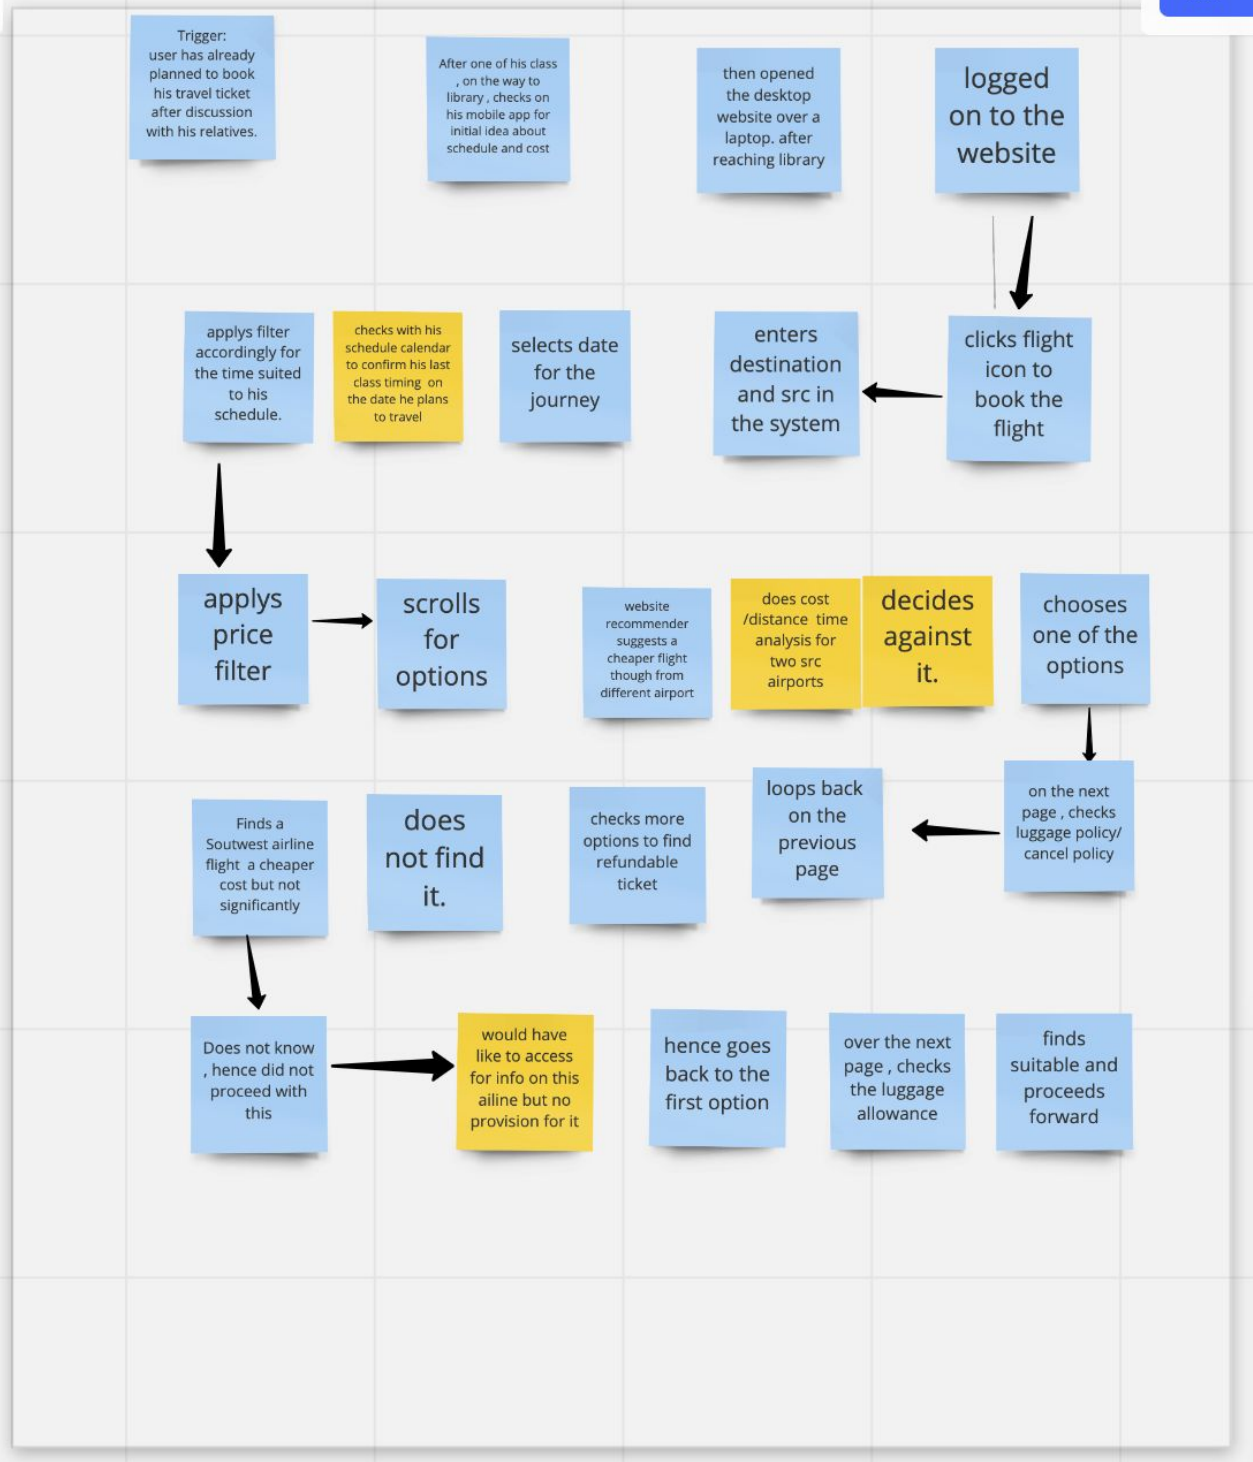 Trigger:
user has already
planned to book
his travel ticket
after discussion
with his relatives.
After one of his class
, on the way to
library , checks on
his mobile app for
initial idea about
schedule and cost
then opened
the desktop
website over a
laptop. after
reaching library
logged
on to the
website
applys filter
accordingly for
the time suited
to his
schedule.
checks with his
schedule calendar
to confirm his last
class timing on
the date he plans
to travel
selects date
for the
journey
enters
destination
and src in
the system
clicks flight
icon to
book the
flight
applys
price
filter
scrolls
for
options
website
recommender
suggests a
cheaper flight
though from
different airport
does cost
/distance time
analysis for
two src
airports
decides
against
it.
chooses
one of the
options
Finds a
Soutwest airline
flight a cheaper
cost but not
significantly
does
not find
it.
checks more
options to find
refundable
ticket
loops back
on the
previous
page
on the next
page , checks
luggage policy/
cancel policy
Does not know
, hence did not
proceed with
this
would have
like to access
for info on this
ailine but no
provision for it
hence goes
back to the
first option
over the next
page , checks
the luggage
allowance
finds
suitable and
proceeds
forward